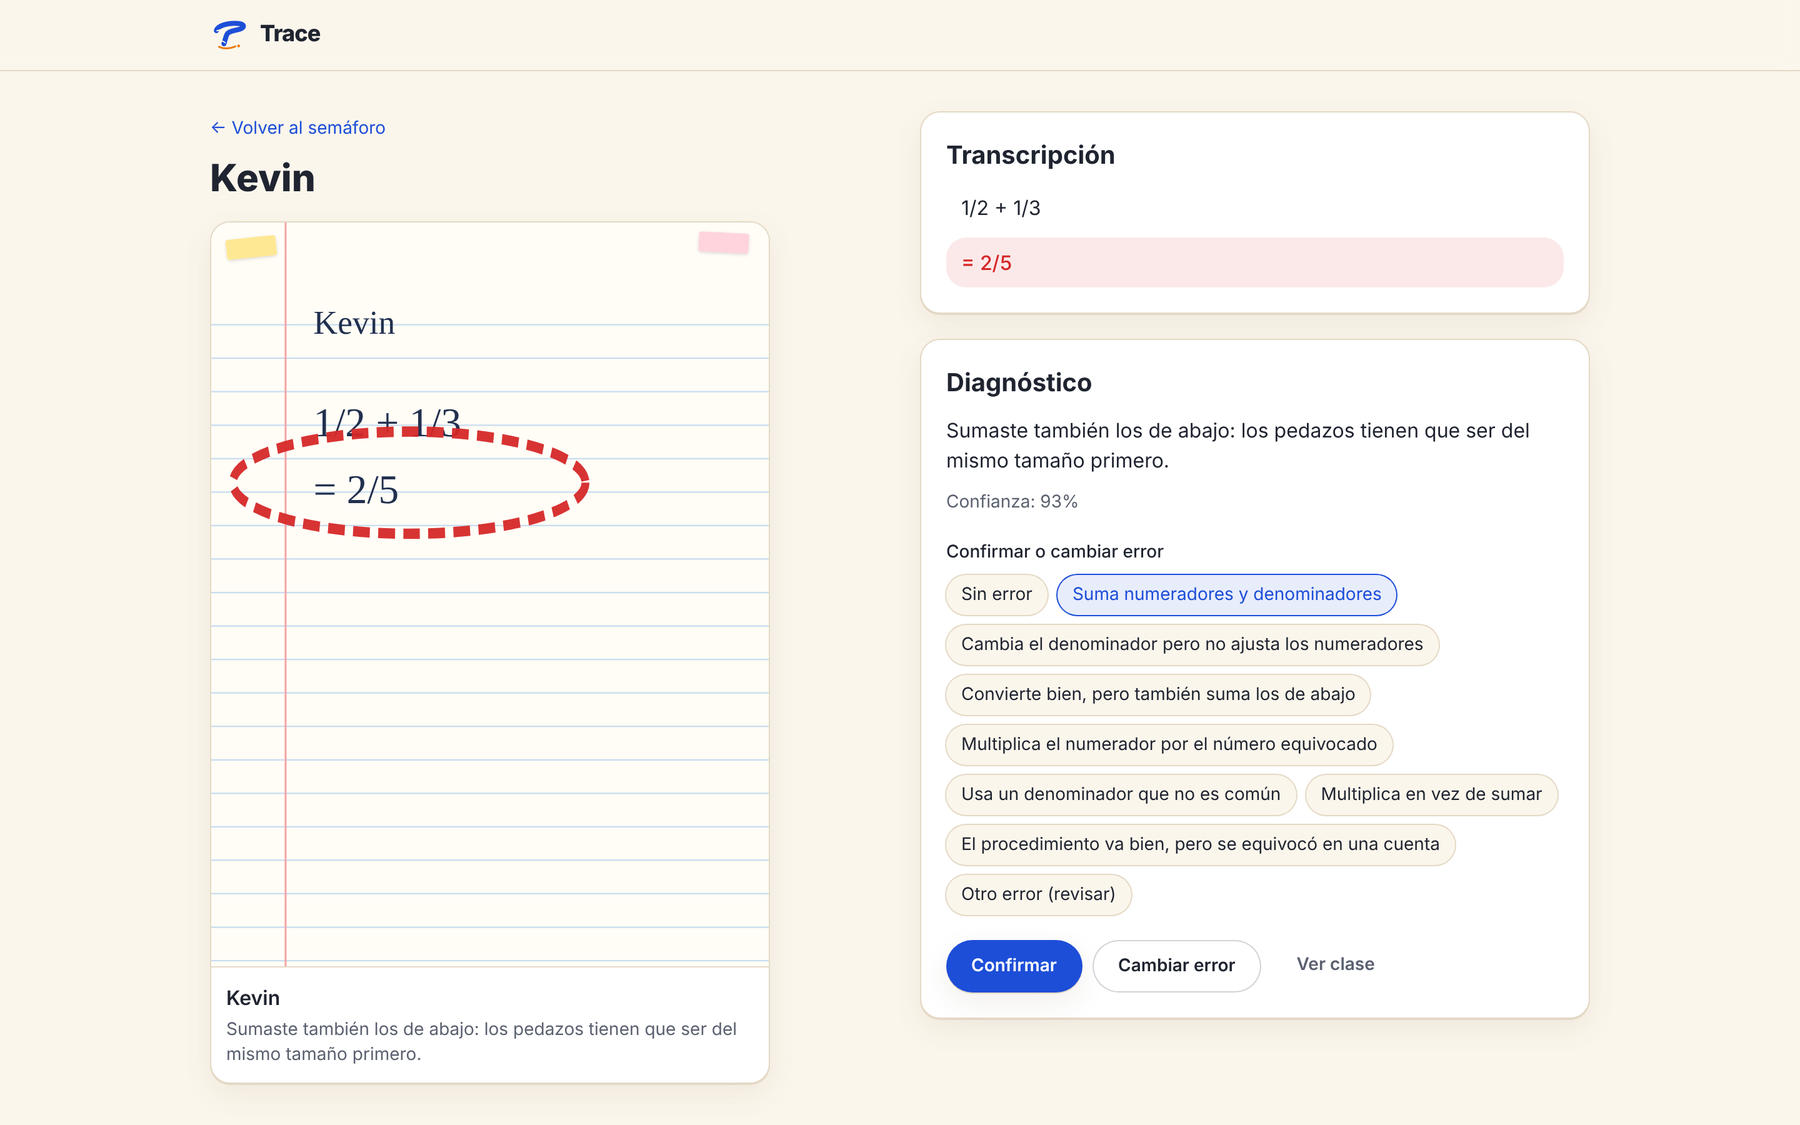 Trace
← Volver al semáforo
Kevin
Kevin
1/2 + 1/3
= 2/5
Kevin
Sumaste también los de abajo: los pedazos tienen que ser del
mismo tamaño primero.
Transcripción
1/2 + 1/3
= 2/5
Diagnóstico
Sumaste también los de abajo: los pedazos tienen que ser del
mismo tamaño primero.
Confianza: 93%
Confirmar o cambiar error
Sin error Suma numeradores y denominadores
Cambia el denominador pero no ajusta los numeradores
Convierte bien, pero también suma los de abajo
Multiplica el numerador por el número equivocado
Usa un denominador que no es común Multiplica en vez de sumar
El procedimiento va bien, pero se equivocó en una cuenta
Otro error (revisar)
Confirmar Cambiar error Ver clase